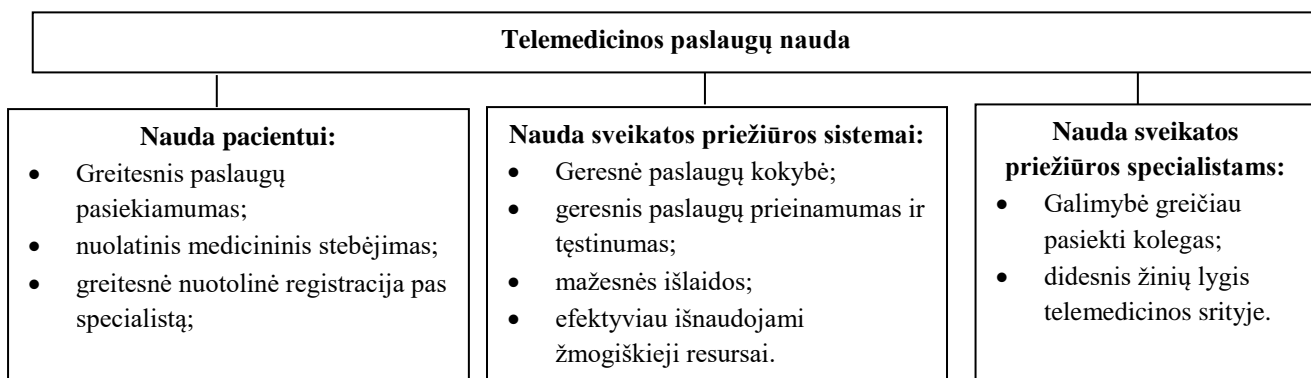 Telemedicinos paslaugų nauda
Nauda pacientui:
• Greitesnis paslaugų
pasiekiamumas;
• nuolatinis medicininis stebėjimas;
• greitesnė nuotolinė registracija pas
specialistą;
Nauda sveikatos priežiūros sistemai:
• Geresnė paslaugų kokybė;
• geresnis paslaugų prieinamumas ir
tęstinumas;
• mažesnės išlaidos;
• efektyviau išnaudojami
žmogiškieji resursai.
Nauda sveikatos
priežiūros specialistams:
• Galimybė greičiau
pasiekti kolegas;
• didesnis žinių lygis
telemedicinos srityje.